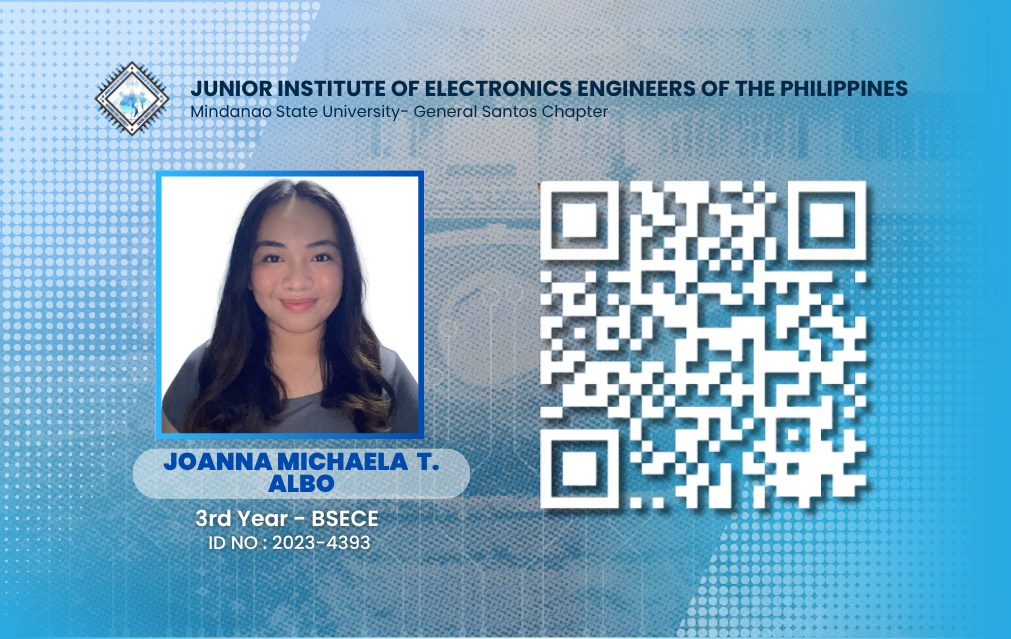 JUNIOR INSTITUTE OF ELECTRONICS ENGINEERS OF THE PHILIPPINES
Mindanao State University- General Santos Chapter
JOANNA MICHAELA T.
ALBO
3rd Year - BSECE
ID NO : 2023-4393